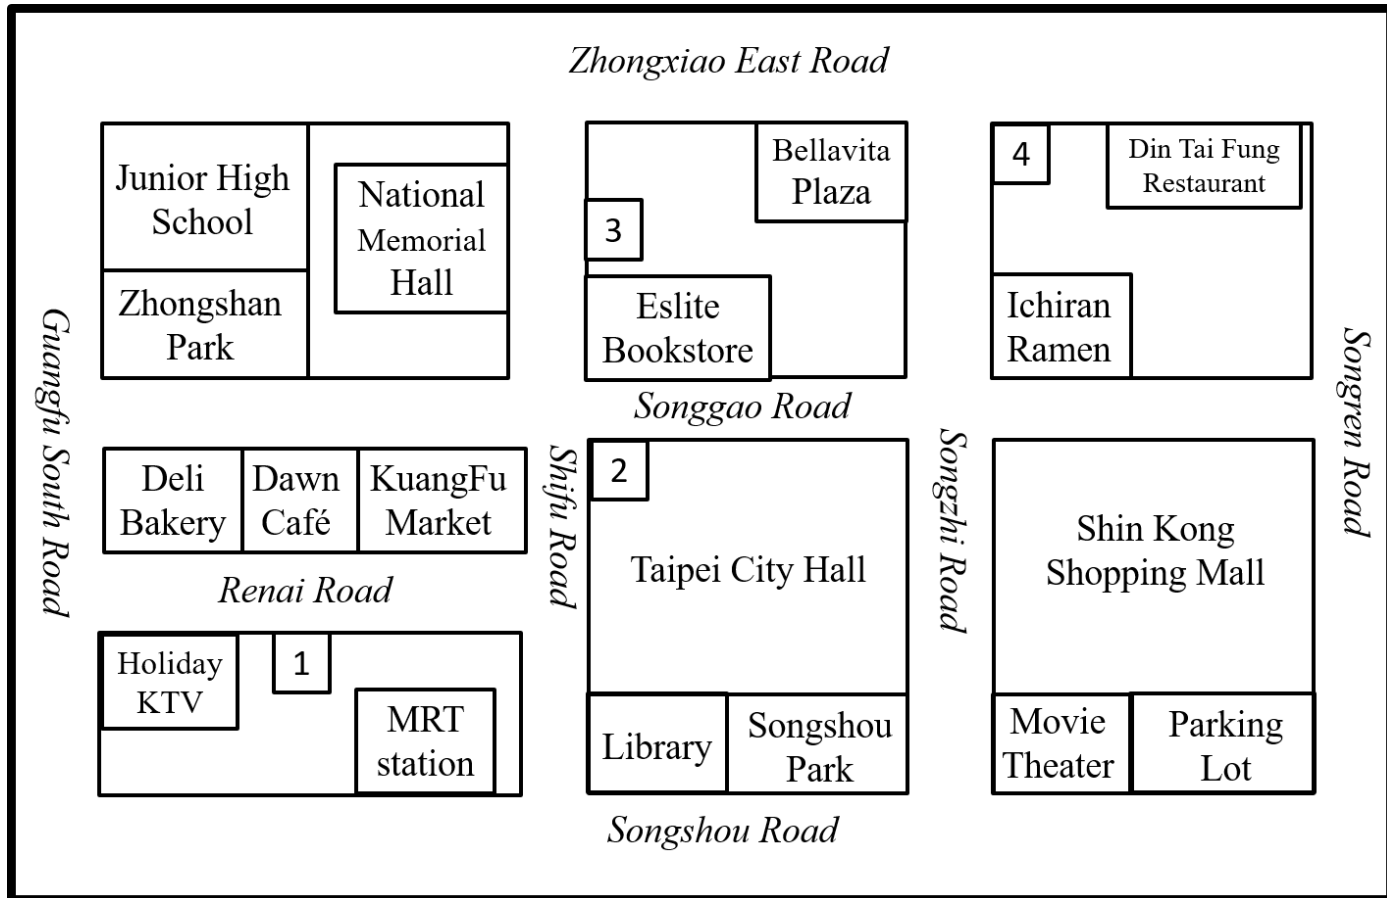 Zhongxiao East Road
Junior High
School
National
Memorial
Hall
Zhongshan
Park
3
Bellavita
Plaza
Eslite
Bookstore
4
Din Tai Fung
Restaurant
Ichiran
Ramen
Guangfu South Road
Songgao Road
Songren Road
Deli
Bakery
Dawn
Café
KuangFu
Market
Shifu Road
2
Taipei City Hall
Songzhi Road
Shin Kong
Shopping Mall
Renai Road
Holiday
KTV
1
MRT
station
Library
Songshou
Park
Movie
Theater
Parking
Lot
Songshou Road